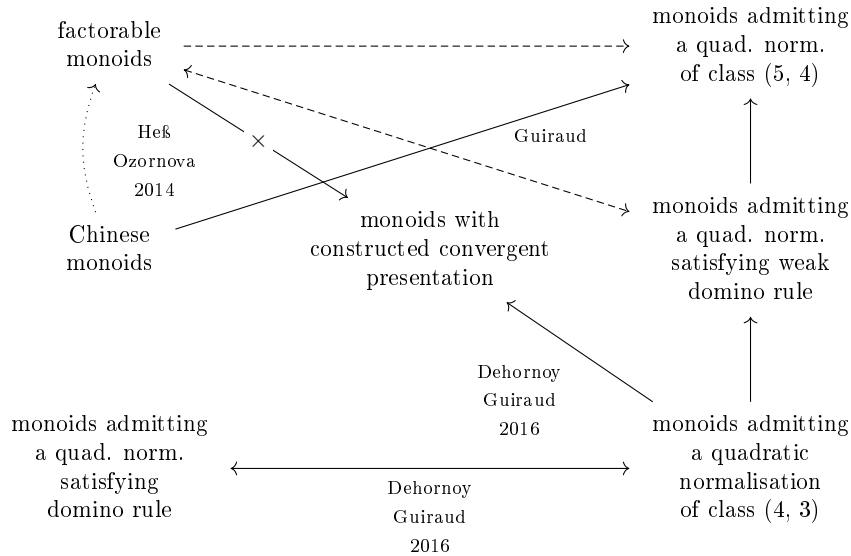 factorable
monoids
monoids admitting
a quad. norm.
of class (5, 4)
×
Heß
Ozornova
2014
Guiraud
Chinese
monoids
monoids with
constructed convergent
presentation
monoids admitting
a quad. norm.
satisfying weak
domino rule
Dehornoy
Guiraud
2016
monoids admitting
a quad. norm.
satisfying
domino rule
Dehornoy
Guiraud
2016
monoids admitting
a quadratic
normalisation
of class (4, 3)